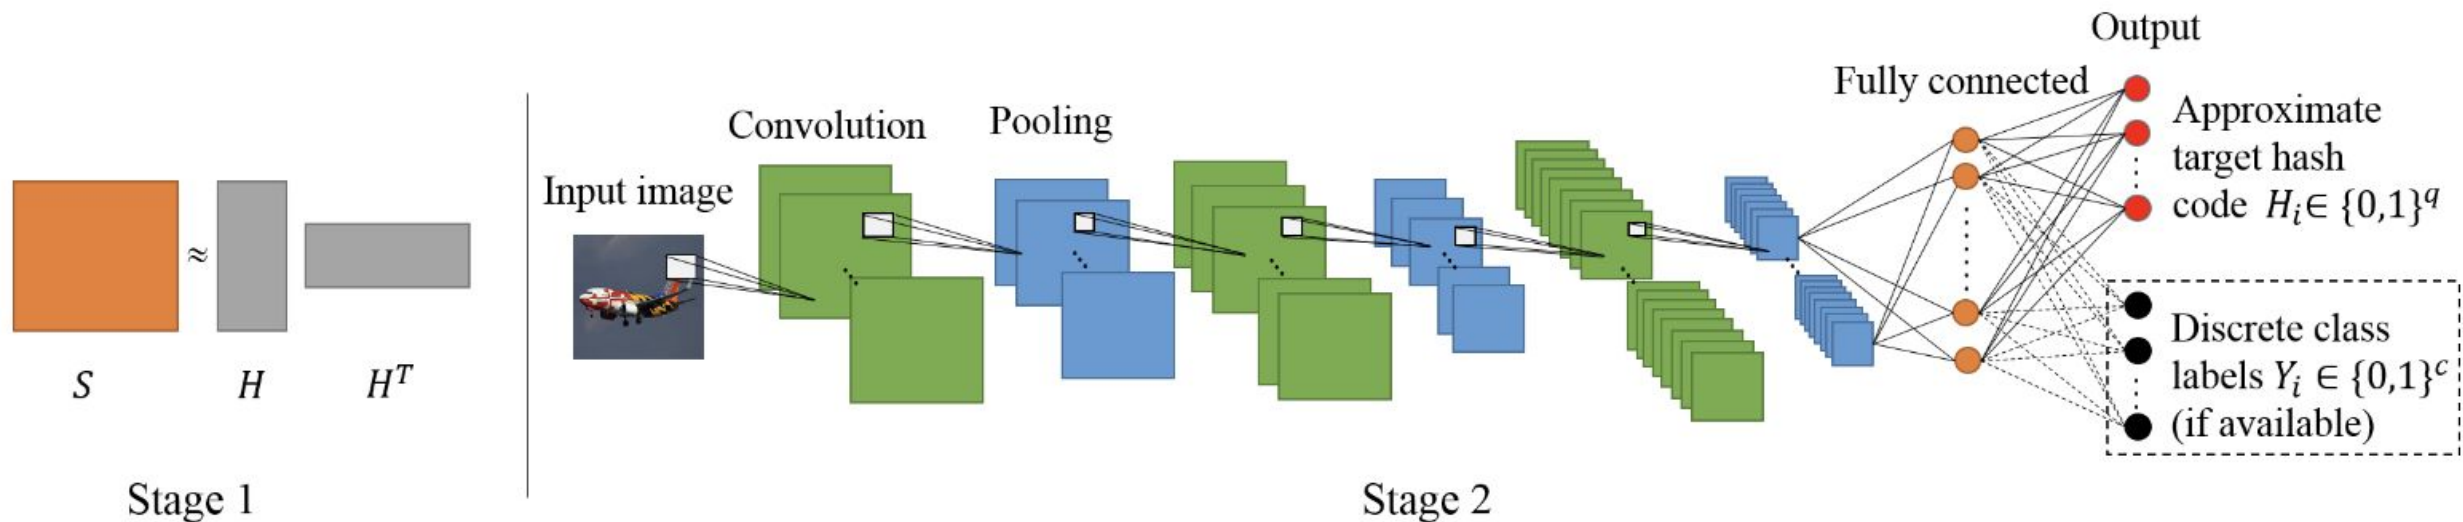 S
≈
H
H^T
Stage 1
Input image
Convolution
Pooling
Fully connected
Output
Approximate
target hash
code H_i∈ {0,1}^q
Discrete class
labels Y_i ∈ {0,1}^c
(if available)
Stage 2